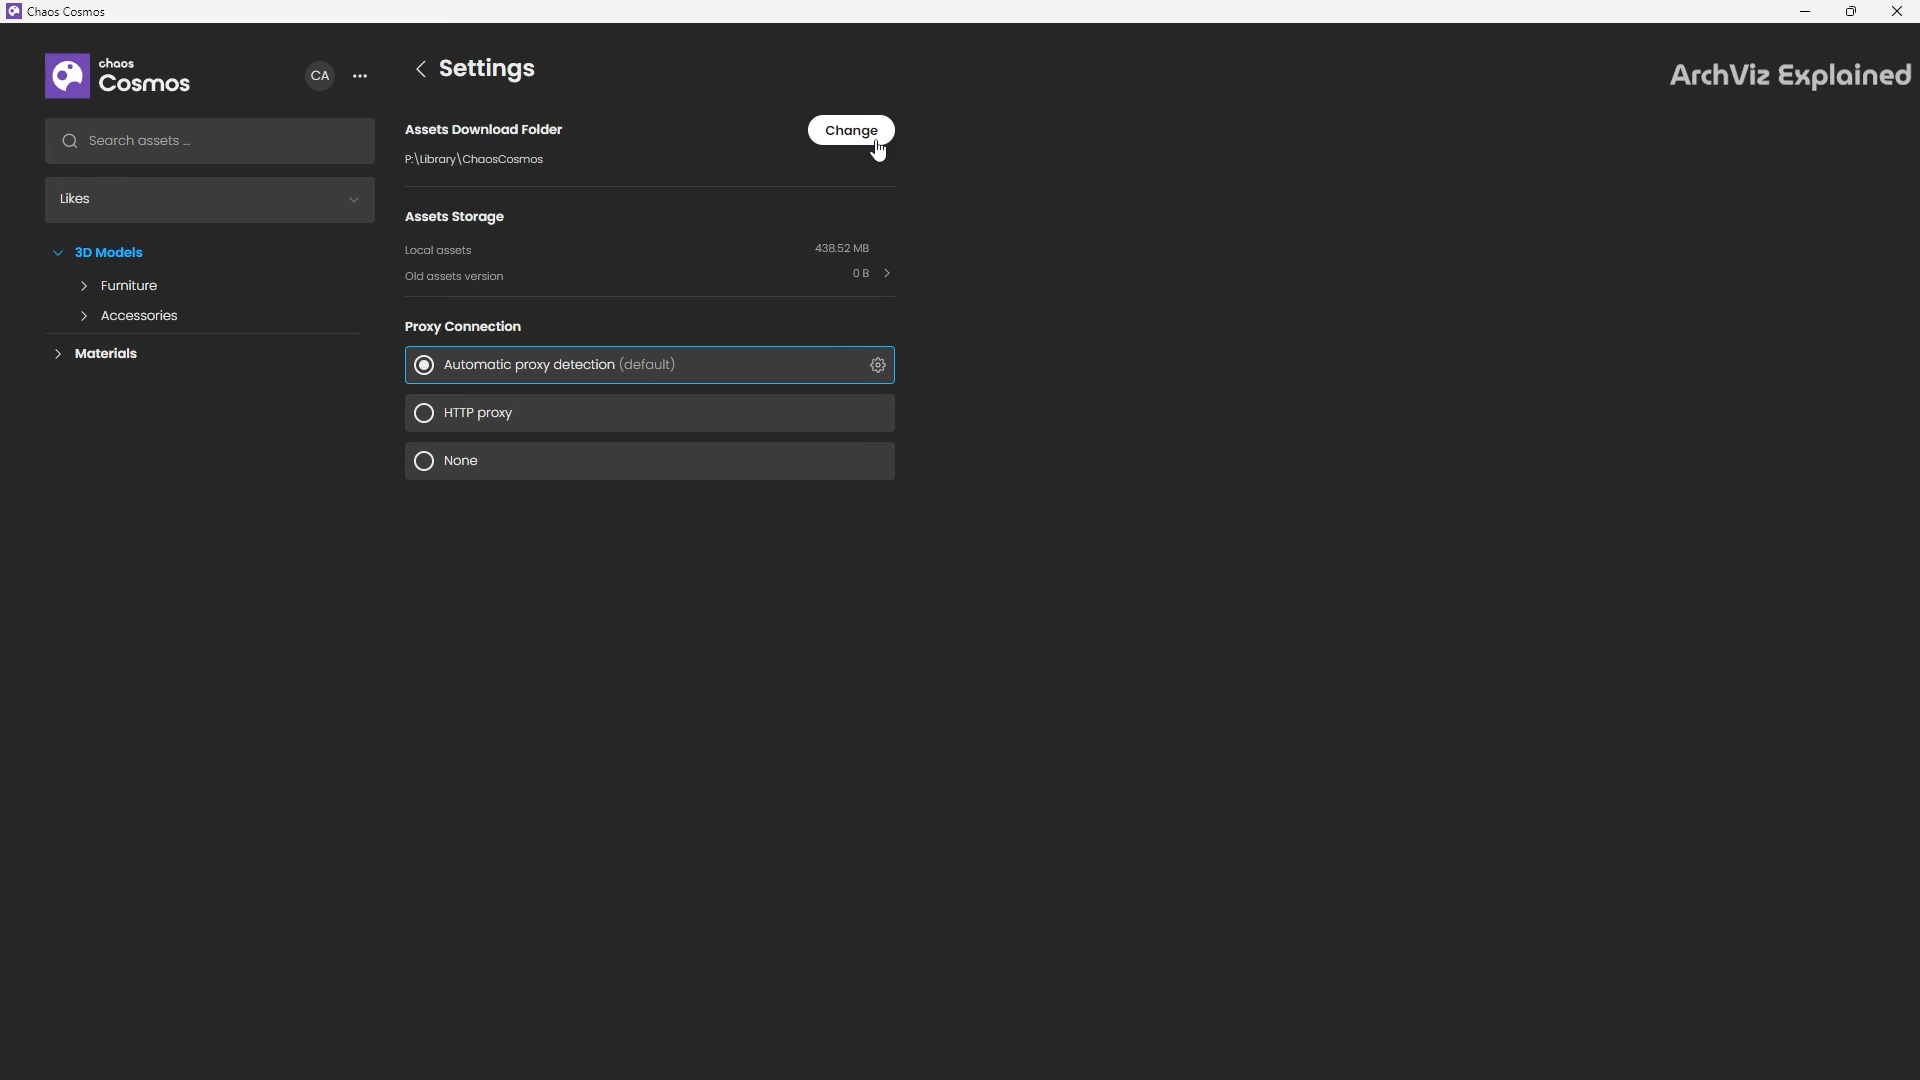 Chaos Cosmos
chaos
Cosmos
CA
Search assets ...
Likes
3D Models
Furniture
Accessories
Materials
Settings
Assets Download Folder
Change
P:\Library\ChaosCosmos
Assets Storage
Local assets 438.52 MB
Old assets version 0 B
Proxy Connection
Automatic proxy detection (default)
HTTP proxy
None
ArchViz Explained